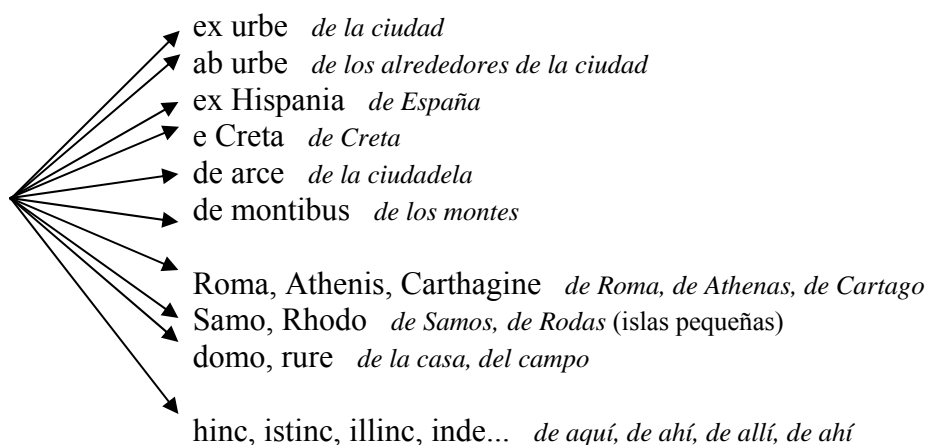 ex urbe de la ciudad
ab urbe de los alrededores de la ciudad
ex Hispania de España
e Creta de Creta
de arce de la ciudadela
de montibus de los montes
Roma, Athenis, Carthagine de Roma, de Athenas, de Cartago
Samo, Rhodo de Samos, de Rodas (islas pequeñas)
domo, rure de la casa, del campo
hinc, istinc, illinc, inde... de aquí, de ahí, de allí, de ahí